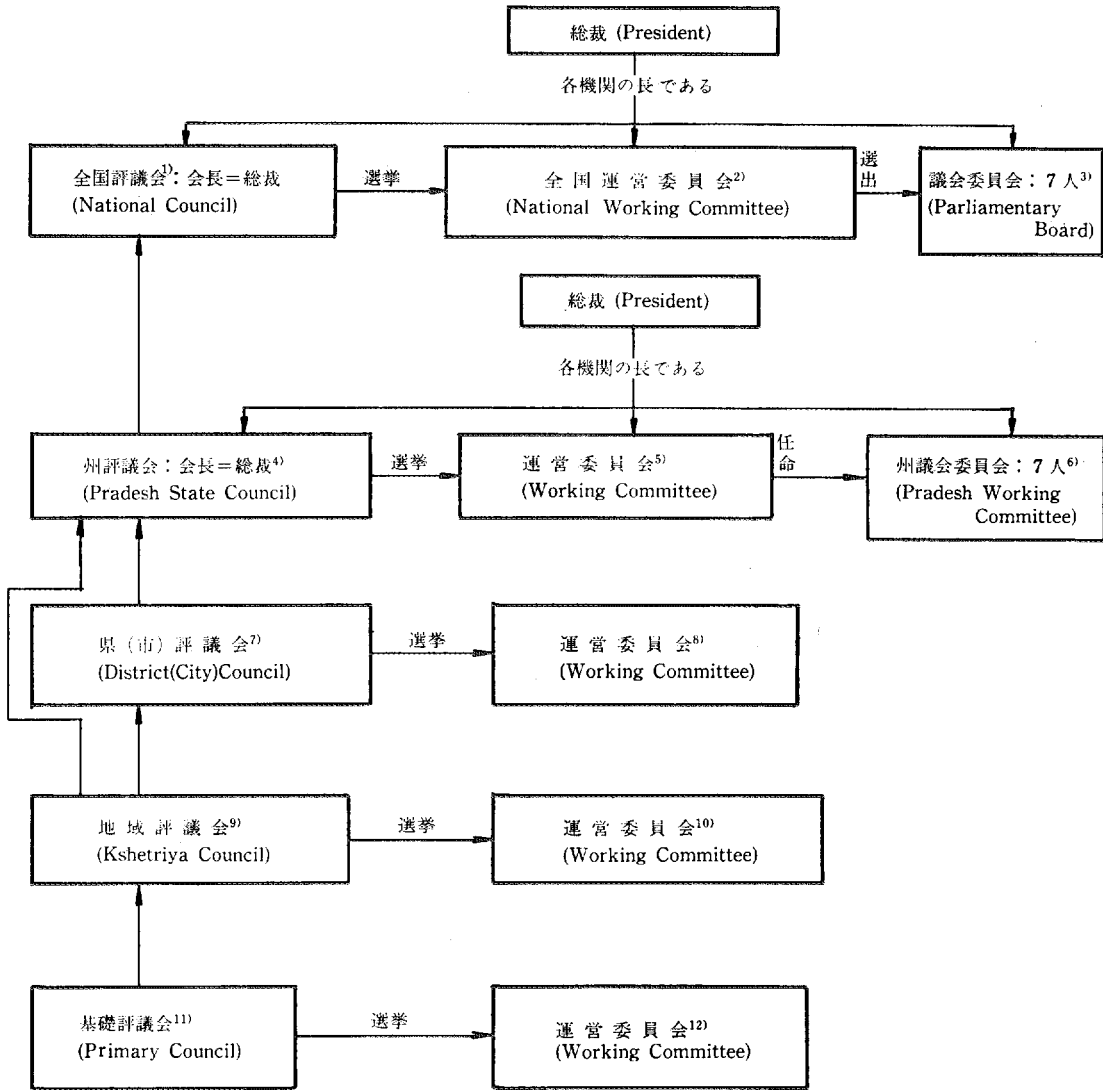 総裁 (President)
各機関の長である
全国評議会1): 会長=総裁
(National Council)
選挙
全国運営委員会2)
(National Working Committee)
選出
議会委員会: 7人3)
(Parliamentary
Board)
総裁 (President)
各機関の長である
州評議会: 会長=総裁4)
(Pradesh State Council)
選挙
運営委員会5)
(Working Committee)
任命
州議会委員会: 7人6)
(Pradesh Working
Committee)
県(市)評議会7)
(District(City)Council)
選挙
運営委員会8)
(Working Committee)
地域評議会9)
(Kshetriya Council)
選挙
運営委員会10)
(Working Committee)
基礎評議会11)
(Primary Council)
選挙
運営委員会12)
(Working Committee)